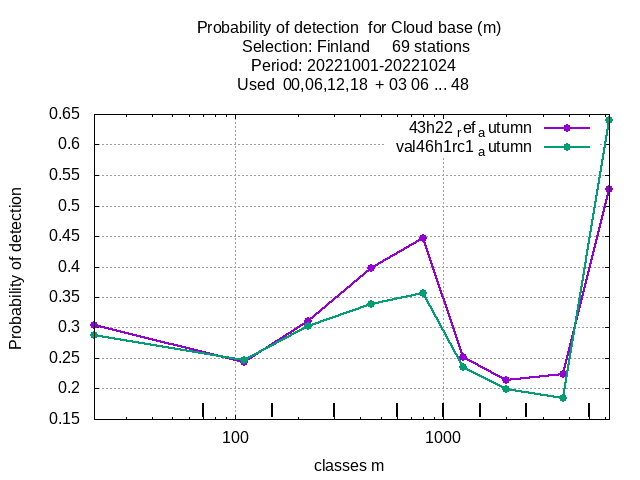 Probability of detection for Cloud base (m)
Selection: Finland 69 stations
Period: 20221001-20221024
Used 00,06,12,18 + 03 06 ... 48
43h22 ref autumn
val46h1rc1 autumn
0.65
0.6
0.55
0.5
0.45
0.4
0.35
0.3
0.25
0.2
0.15
Probability of detection
100
1000
classes m